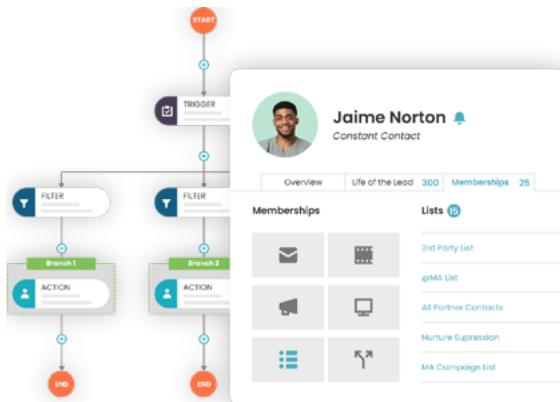 START
TRIGGER
FILTER
FILTER
Branch 1
Branch 2
ACTION
ACTION
END
END
Jaime Norton
Constant Contact
Overview
Life of the Lead 300
Memberships 25
Memberships
Lists 15
3rd Party List
@MA List
All Partner Contacts
Nurture Supression
MA Campaign List